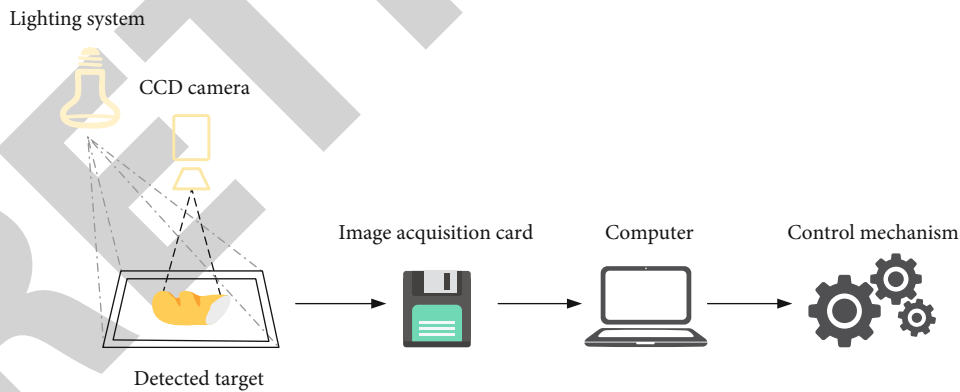 Lighting system
CCD camera
Image acquisition card
Computer
Control mechanism
Detected target